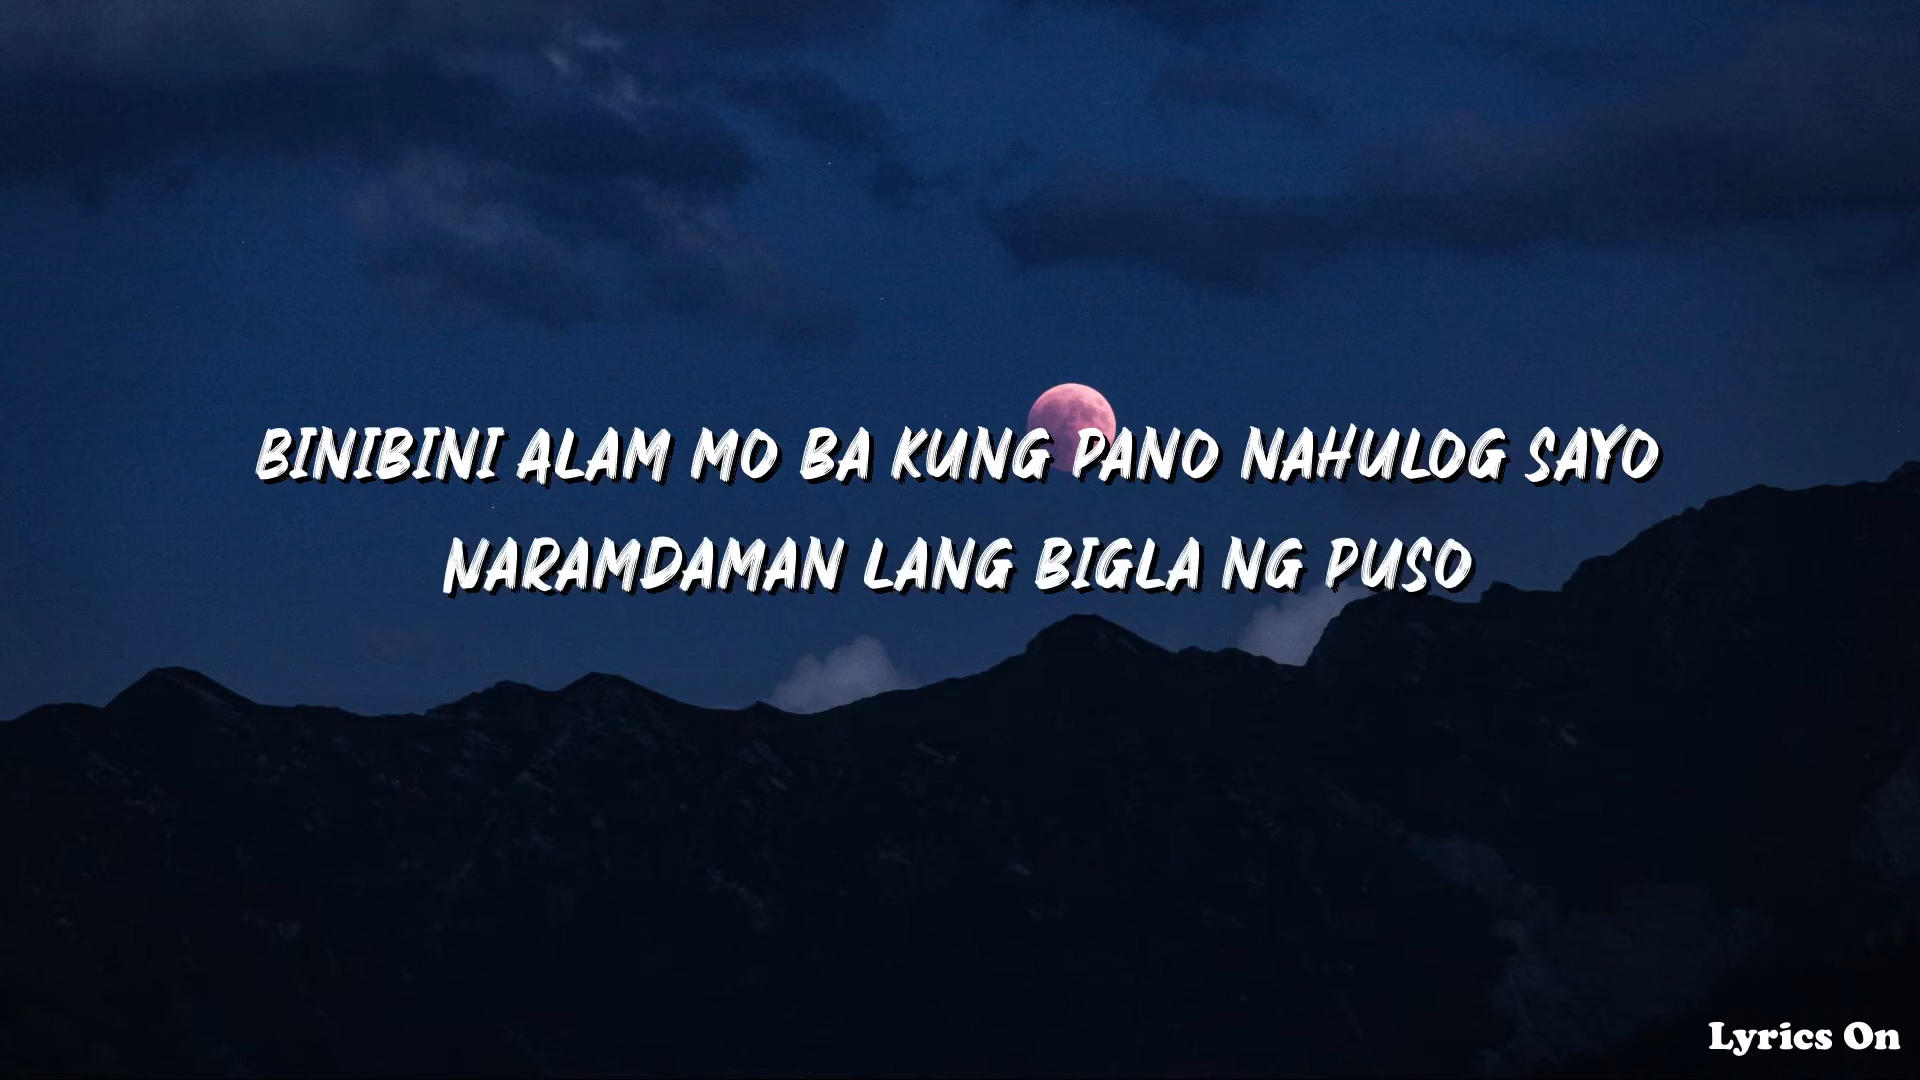 BINIBINI ALAM MO BA KUNG PANO NAHULOG SAYO
NARAMDAMAN LANG BIGLA NG PUSO
Lyrics On